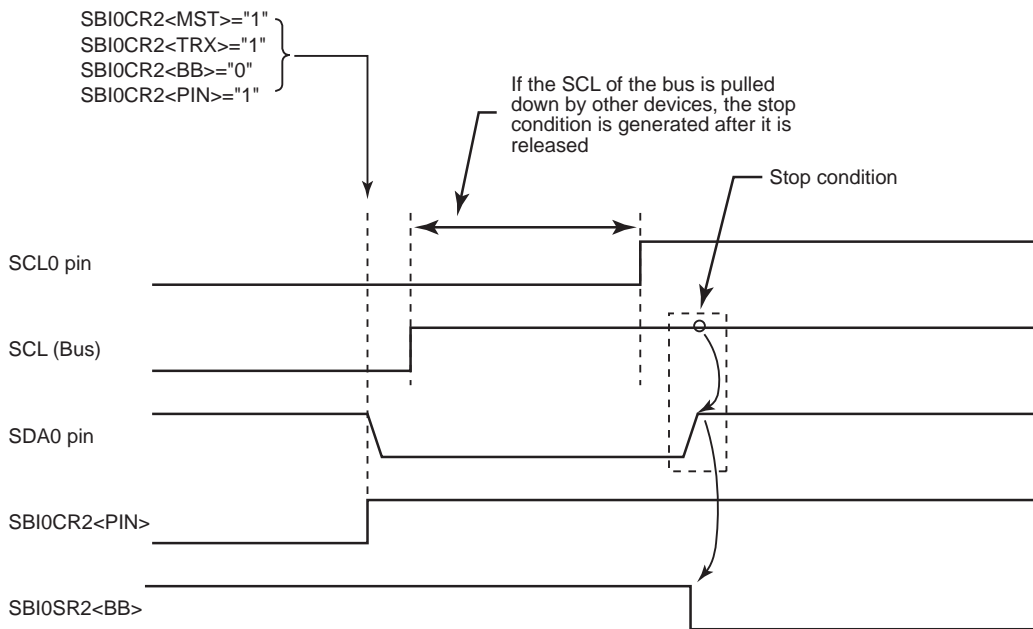 SBI0CR2<MST>="1"
SBI0CR2<TRX>="1"
SBI0CR2<BB>="0"
SBI0CR2<PIN>="1"
If the SCL of the bus is pulled
down by other devices, the stop
condition is generated after it is
released
Stop condition
SCL0 pin
SCL (Bus)
SDA0 pin
SBI0CR2<PIN>
SBI0SR2<BB>